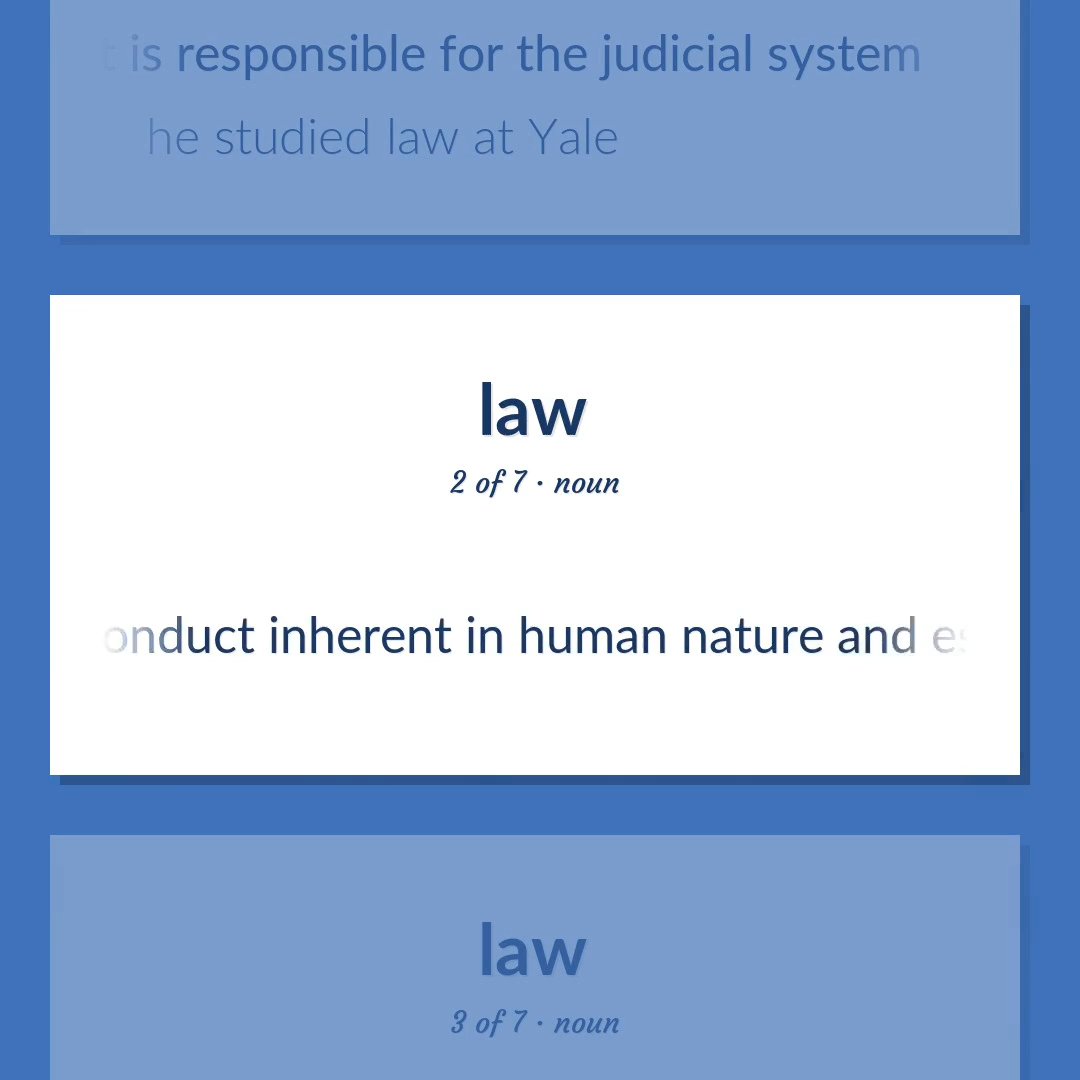 is responsible for the judicial system
he studied law at Yale
law
2 of 7 · noun
onduct inherent in human nature and es
law
3 of 7 · noun